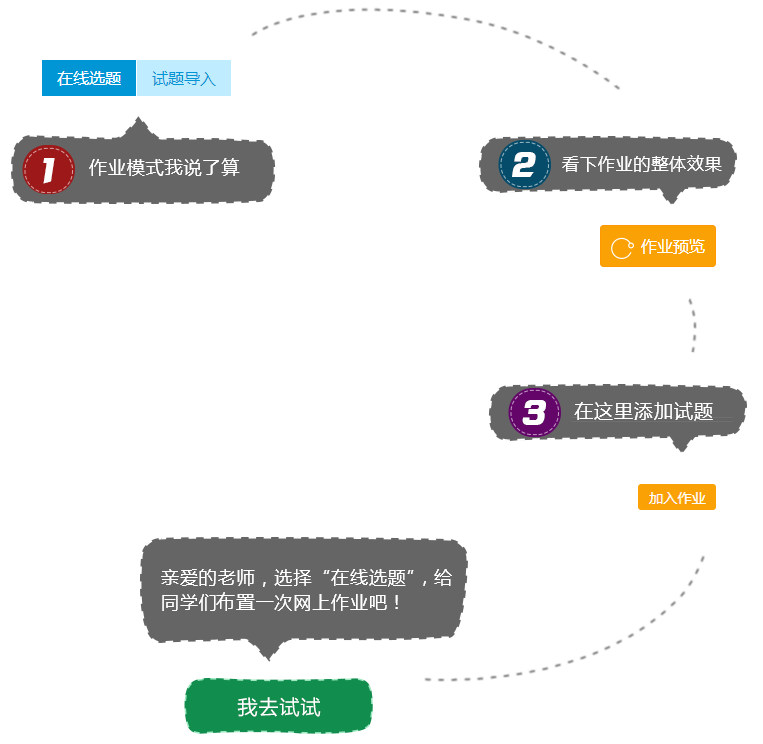 在线选题
试题导入
1
作业模式我说了算
2
看下作业的整体效果
作业预览
3
在这里添加试题
加入作业
亲爱的老师，选择“在线选题”，给
同学们布置一次网上作业吧！
我去试试